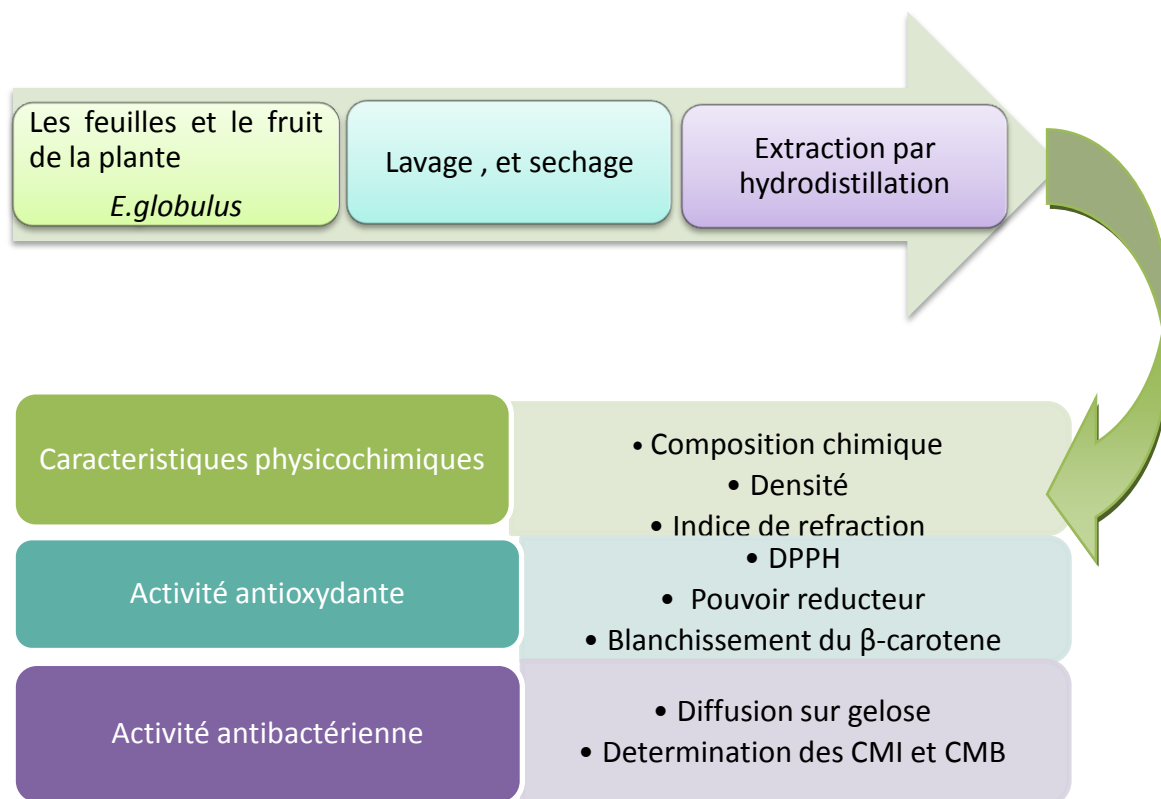 Les feuilles et le fruit
de la plante
E.globulus
Lavage , et sechage
Extraction par
hydrodistillation
Caracteristiques physicochimiques
• Composition chimique
• Densité
• Indice de refraction
Activité antioxydante
• DPPH
• Pouvoir reducteur
• Blanchissement du β-carotene
Activité antibactérienne
• Diffusion sur gelose
• Determination des CMI et CMB